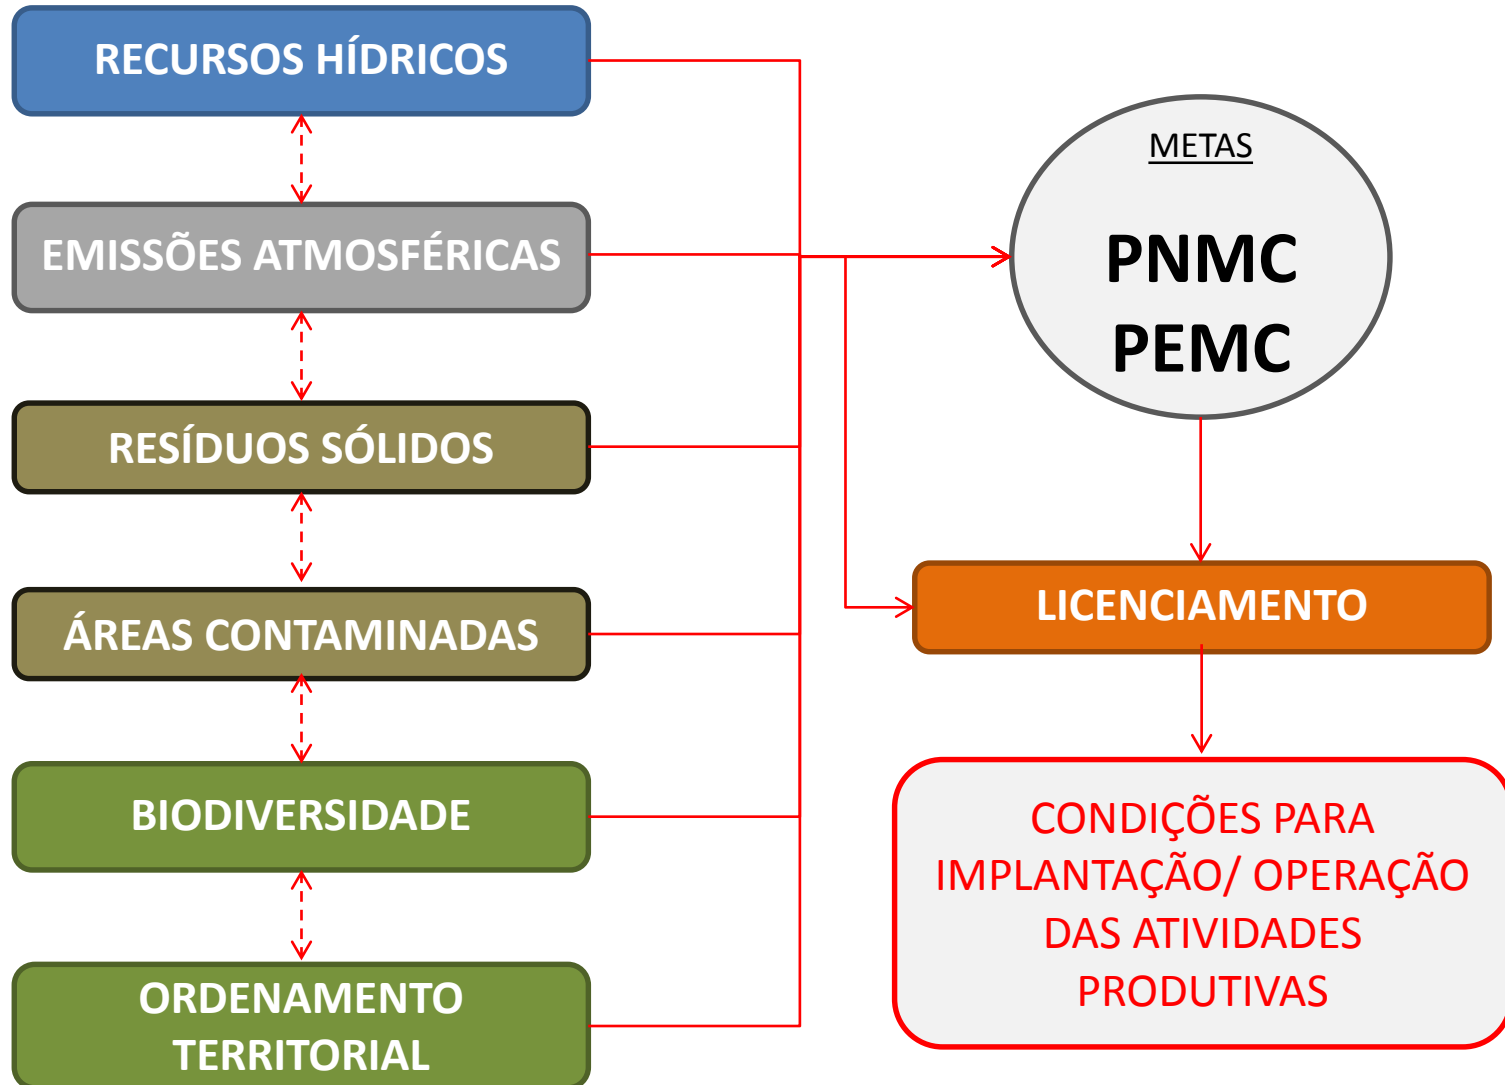 RECURSOS HÍDRICOS
EMISSÕES ATMOSFÉRICAS
RESÍDUOS SÓLIDOS
ÁREAS CONTAMINADAS
BIODIVERSIDADE
ORDENAMENTO
TERRITORIAL
METAS
PNMC
PEMC
LICENCIAMENTO
CONDIÇÕES PARA
IMPLANTAÇÃO/ OPERAÇÃO
DAS ATIVIDADES
PRODUTIVAS